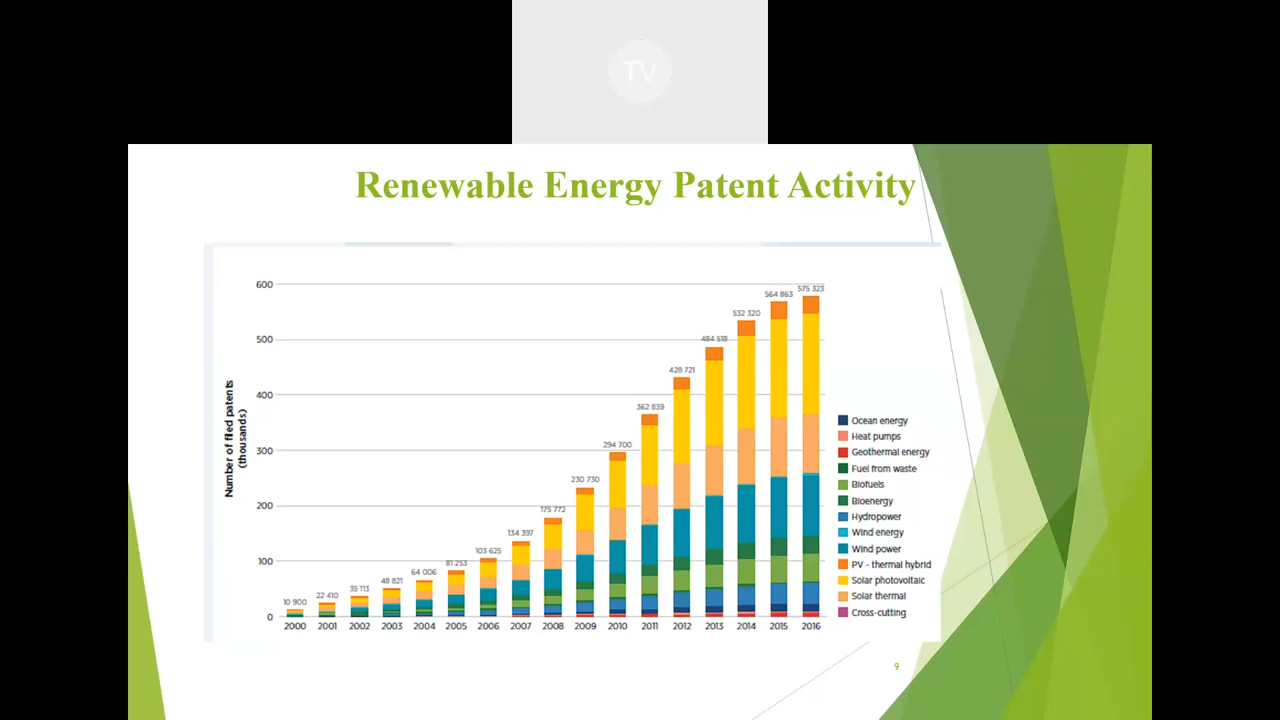 TV
Renewable Energy Patent Activity
Number of filed patents
(thousands)
600
500
400
300
200
100
0
10 900
22 410
35 113
48 821
64 006
81 253
103 625
134 397
175 772
230 730
294 700
362 839
428 721
484 518
532 320
564 863
575 323
2000 2001 2002 2003 2004 2005 2006 2007 2008 2009 2010 2011 2012 2013 2014 2015 2016
Ocean energy
Heat pumps
Geothermal energy
Fuel from waste
Biofuels
Bioenergy
Hydropower
Wind energy
Wind power
PV - thermal hybrid
Solar photovoltaic
Solar thermal
Cross-cutting
9